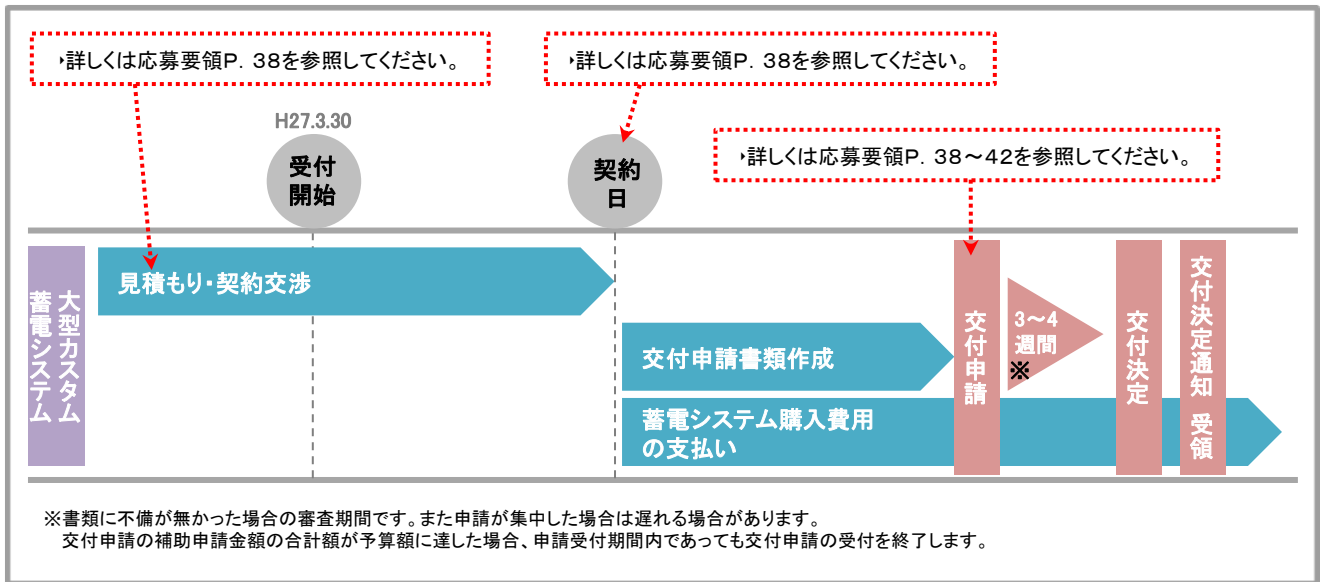 ・詳しくは応募要領P．38を参照してください。
・詳しくは応募要領P．38を参照してください。
H27.3.30
受付
開始
契約
日
・詳しくは応募要領P．38～42を参照してください。
大型カスタム
蓄電システム
見積もり・契約交渉
交付申請書類作成
蓄電システム購入費用
の支払い
交付申請
3～4
週間
※
交付決定
交付決定通知 受領
※書類に不備が無かった場合の審査期間です。また申請が集中した場合は遅れる場合があります。
交付申請の補助申請金額の合計額が予算額に達した場合、申請受付期間内であっても交付申請の受付を終了します。